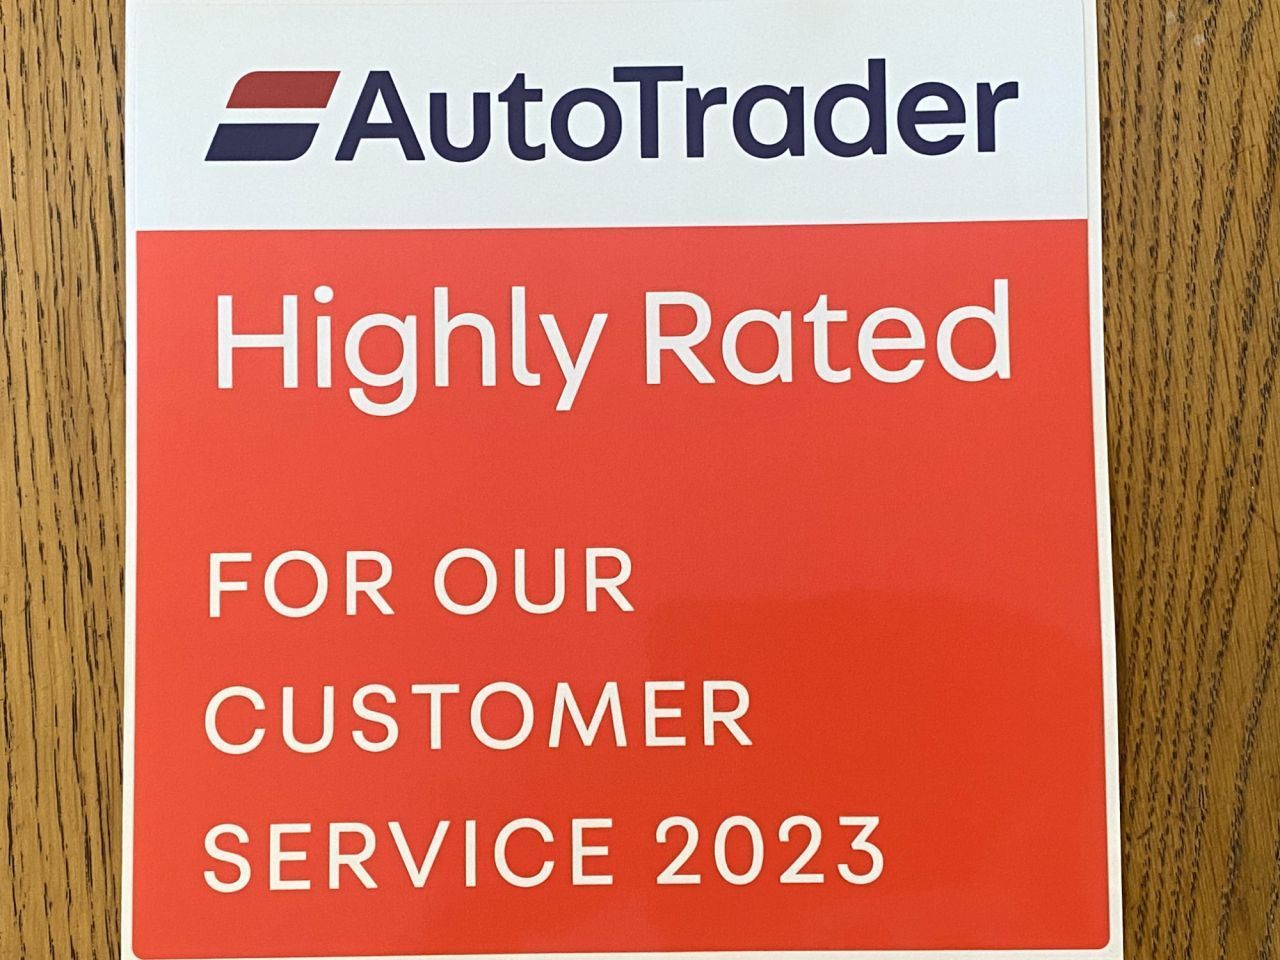 AutoTrader
Highly Rated
FOR OUR
CUSTOMER
SERVICE 2023